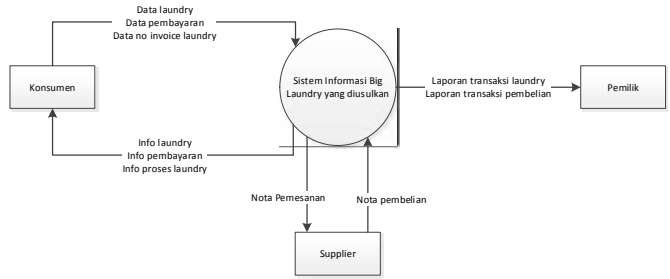 Data laundry
Data pembayaran
Data no invoice laundry
Konsumen
Sistem Informasi Big
Laundry yang diusulkan
Laporan transaksi laundry
Laporan transaksi pembelian
Pemilik
Info laundry
Info pembayaran
Info proses laundry
Nota Pemesanan
Nota pembelian
Supplier